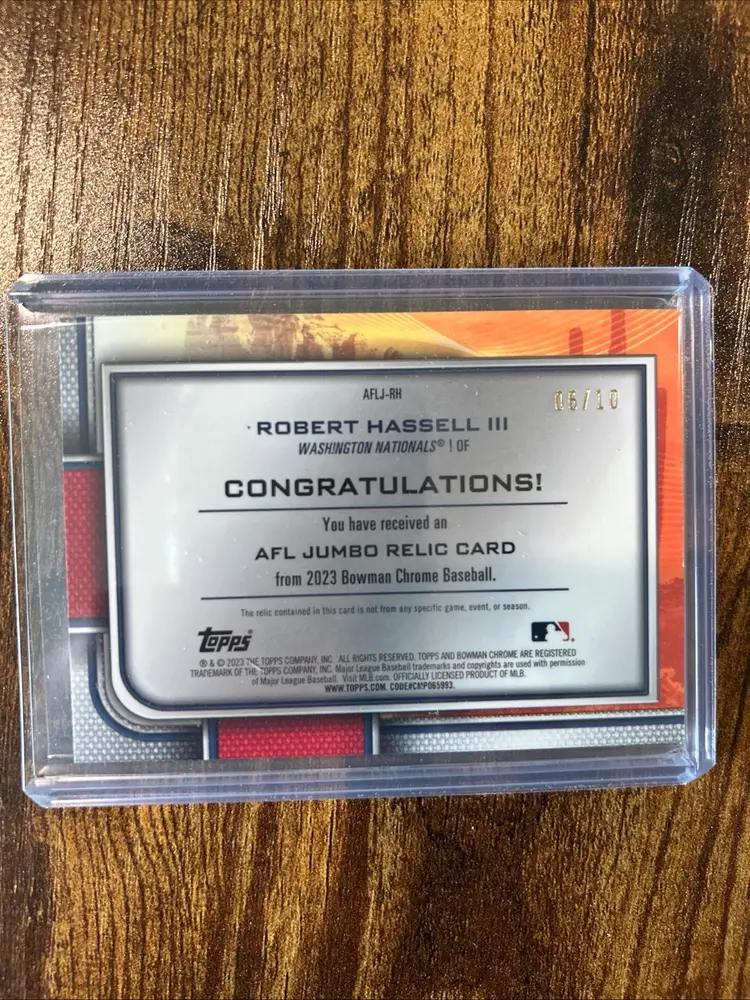 AFLJ-RH
06/10
ROBERT HASSELL III
WASHINGTON NATIONALS® | OF
CONGRATULATIONS!
You have received an
AFL JUMBO RELIC CARD
from 2023 Bowman Chrome Baseball.
The relic contained in this card is not from any specific game, event, or season.
topps®
® & © 2023 THE TOPPS COMPANY, INC. ALL RIGHTS RESERVED. TOPPS AND BOWMAN CHROME ARE REGISTERED
TRADEMARK OF THE TOPPS COMPANY, INC. Major League Baseball trademarks and copyrights are used with permission
of Major League Baseball. Visit MLB.com. OFFICIALLY LICENSED PRODUCT OF MLB.
WWW.TOPPS.COM. CODE#CMP065993.